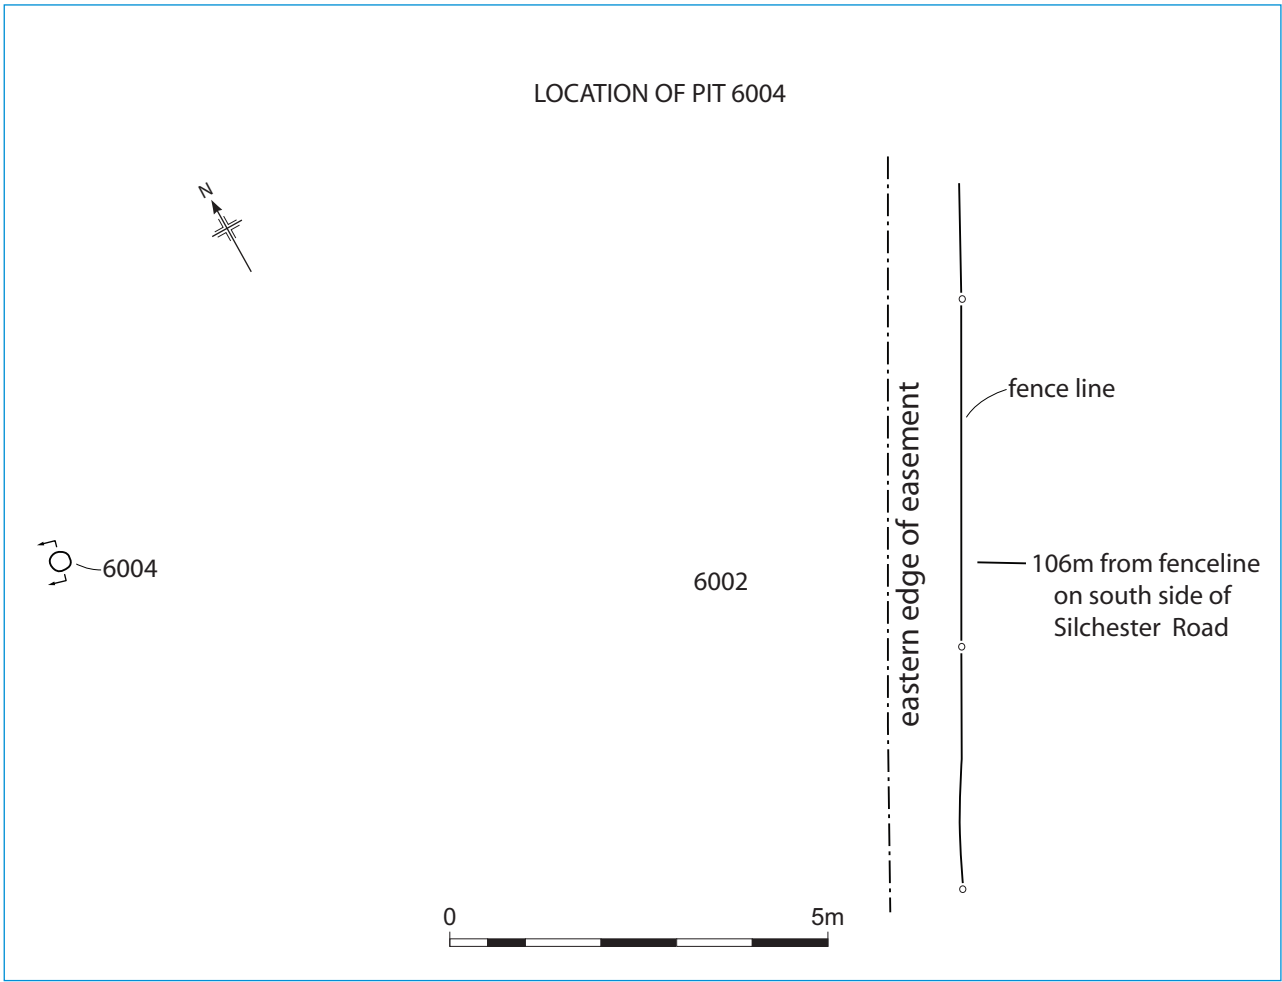 LOCATION OF PIT 6004
N
fence line
eastern edge of easement
6004
6002
106m from fenceline
on south side of
Silchester Road
0
5m